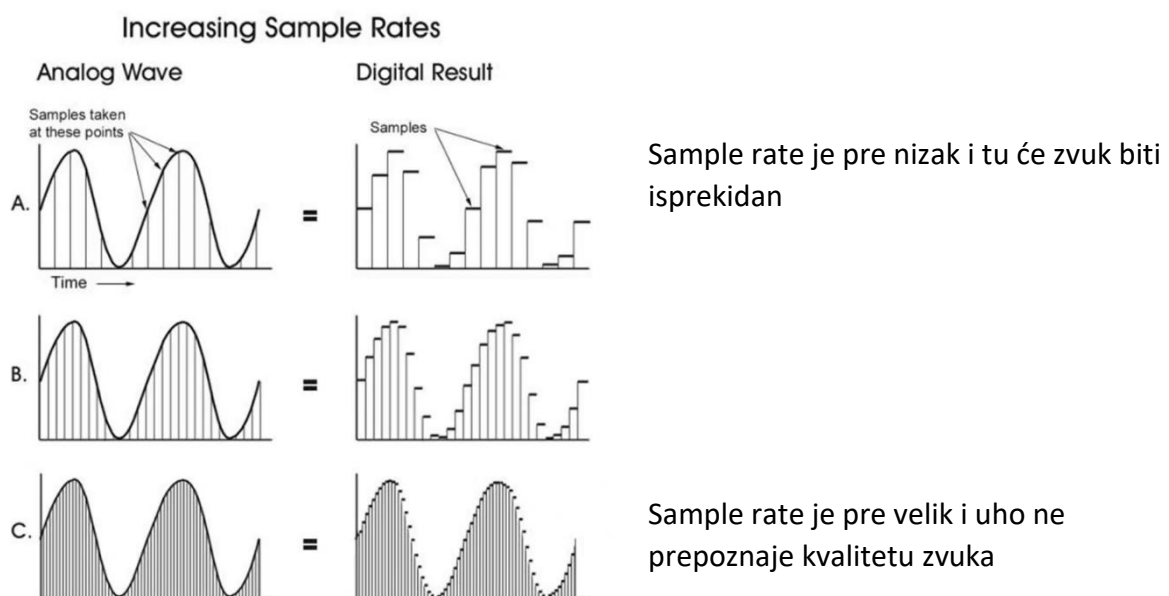 Increasing Sample Rates
Analog Wave
Digital Result
Samples taken
at these points
Samples
A.
=
Time
Sample rate je pre nizak i tu će zvuk biti
isprekidan
B.
=
C.
=
Sample rate je pre velik i uho ne
prepoznaje kvalitetu zvuka